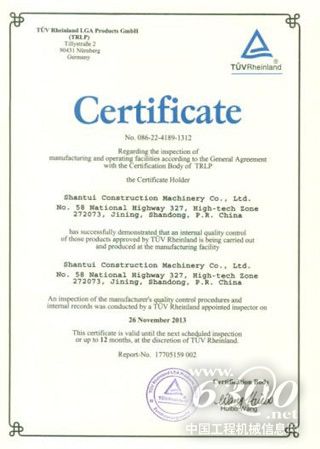 TÜV Rheinland LGA Products GmbH
(TRLP)
Tillystraße 2
90431 Nürnberg
Germany
TÜVRheinland®
Certificate
No. 086-22-4189-1312
Regarding the inspection of
manufacturing and operating facilities according to the General Agreement
with the Certification Body of TRLP
the Certificate Holder
Shantui Construction Machinery Co., Ltd.
No. 58 National Highway 327, High-tech Zone
272073, Jining, Shandong, P.R. China
has successfully demonstrated that an internal quality control
of those products approved by TÜV Rheinland is being carried out
and produced at the manufacturing facility
Shantui Construction Machinery Co., Ltd.
No. 58 National Highway 327, High-tech Zone
272073, Jining, Shandong, P.R. China
An inspection of the manufacturer's quality control procedures and
internal records was conducted by a TÜV Rheinland appointed inspector on
26 November 2013
This certificate is valid until the next scheduled inspection
or up to 12 months, at the discretion of TÜV Rheinland.
Report-No. 17705159 002
Certification Body
Huibo Wang
www.6300.net
中国工程机械信息